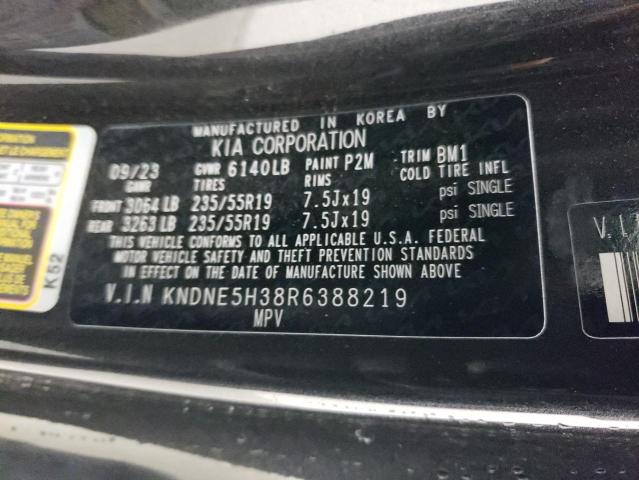 MANUFACTURED IN KOREA BY
KIA CORPORATION
09/23 GVWR 6140LB PAINT P2M TRIM BM1
GAWR TIRES RIMS COLD TIRE INFL
FRONT 3064 LB 235/55R19 7.5Jx19 psi SINGLE
REAR 3263 LB 235/55R19 7.5Jx19 psi SINGLE
THIS VEHICLE CONFORMS TO ALL APPLICABLE U.S.A. FEDERAL
MOTOR VEHICLE SAFETY AND THEFT PREVENTION STANDARDS
IN EFFECT ON THE DATE OF MANUFACTURE SHOWN ABOVE
V.I.N KNDNE5H38R6388219
MPV
K52
V.I